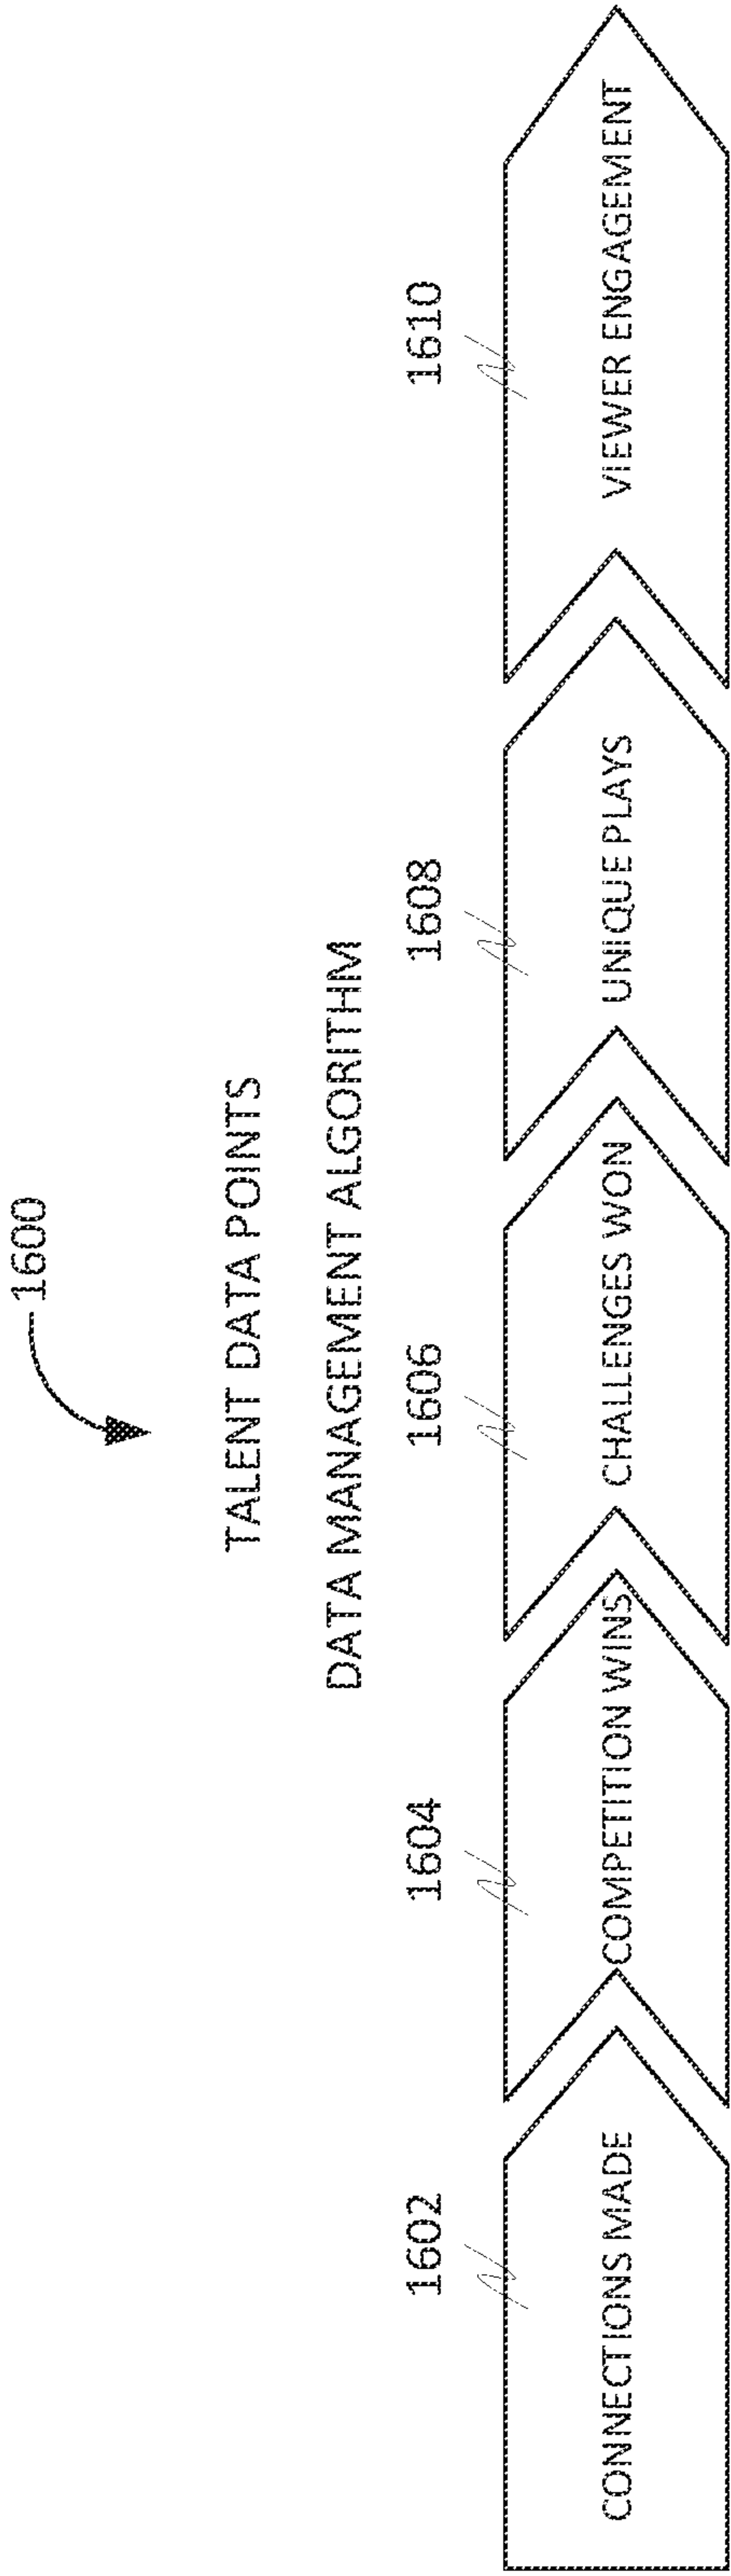 1600
TALENT DATA POINTS
DATA MANAGEMENT ALGORITHM
1602
1604
1606
1608
1610
CONNECTIONS MADE
COMPETITION WINS
CHALLENGES WON
UNIQUE PLAYS
VIEWER ENGAGEMENT